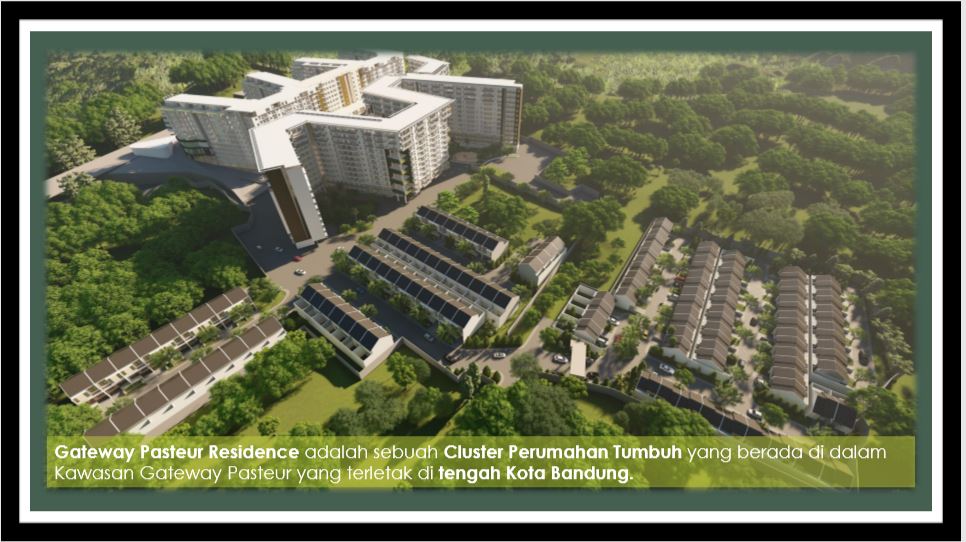 Gateway Pasteur Residence adalah sebuah Cluster Perumahan Tumbuh yang berada di dalam
Kawasan Gateway Pasteur yang terletak di tengah Kota Bandung.